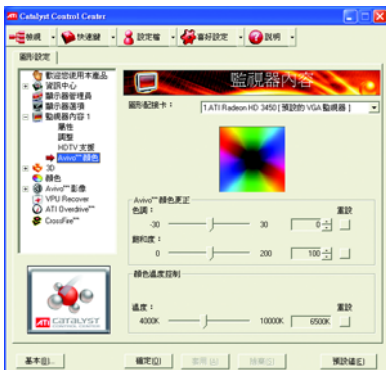 Catalyst Control Center
檢視 快速鍵 設定檔 喜好設定 說明
圖形設定
歡迎您使用本產品
資訊中心
顯示器管理員
顯示器選項
監視器內容 1
屬性
調整
HDTV 支援
Avivo™ 顏色
3D
顏色
Avivo™ 影像
VPU Recover
ATI Overdrive™
CrossFire™
ATI CATALYST
CONTROL CENTER
監視器內容
圖形配接卡:
1.ATI Radeon HD 3450 [ 預設的 VGA 監視器 ]
Avivo™ 顏色更正
色調: 重設
-30 30 0
飽和度:
0 200 100
顏色溫度控制
溫度: 重設
4000K 10000K 6500K
基本(B)... 確定(O) 套用(A) 捨棄(S) 預設值(E)